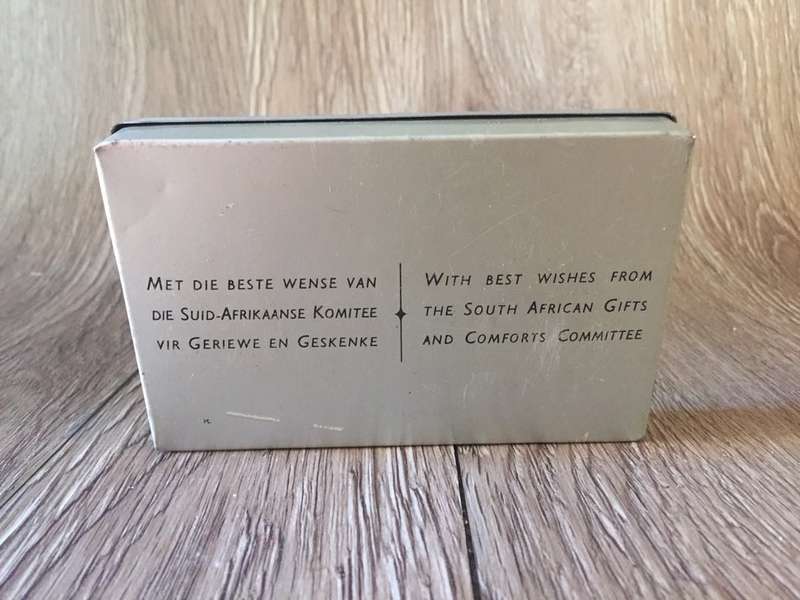 MET DIE BESTE WENSE VAN
DIE SUID-AFRIKAANSE KOMITEE
VIR GERIEWE EN GESKENKE
WITH BEST WISHES FROM
THE SOUTH AFRICAN GIFTS
AND COMFORTS COMMITTEE